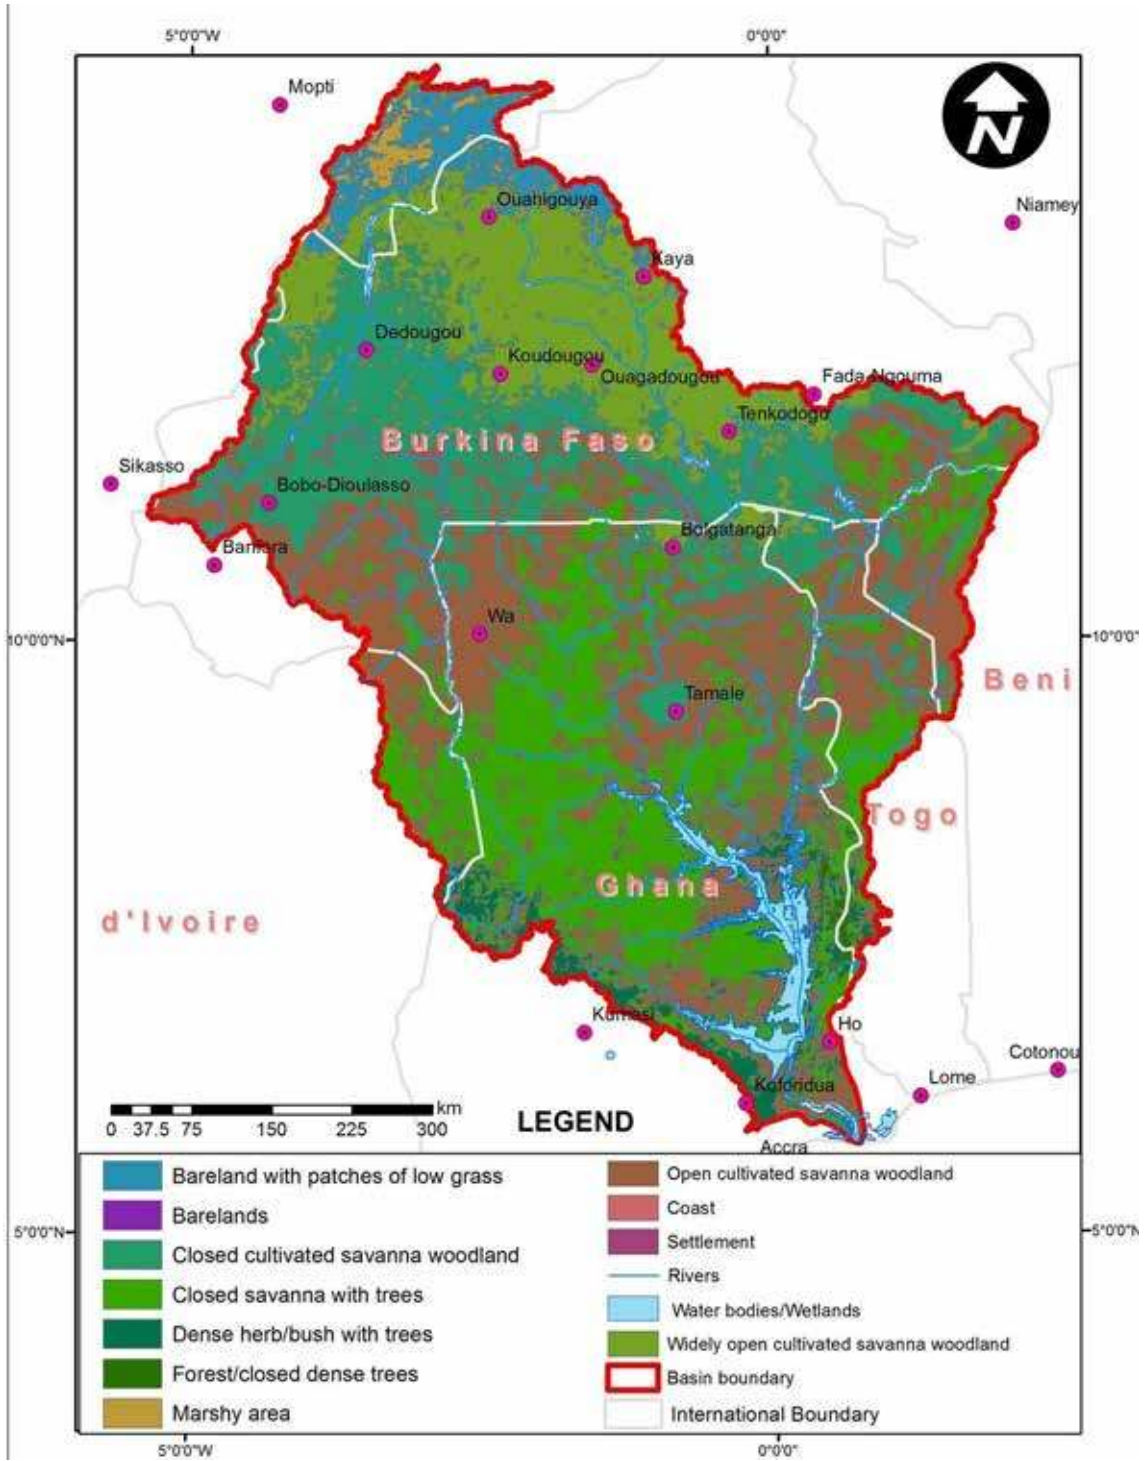 5°0'0"W 0°0'0"
Mopti
N
Ouahigouya
Niamey
Kaya
Dedougou
Koudougou
Ouagadougou
Fada-Ngouma
Tenkodogo
Burkina Faso
Sikasso
Bobo-Dioulasso
Bolgatanga
Banfora
Wa
10°0'0"N 10°0'0"
Beni
Tamale
Togo
Ghana
d'Ivoire
Kumasi
Ho
Cotonou
Lome
Koforidua
km
0 37.5 75 150 225 300
LEGEND
Accra
Bareland with patches of low grass
Barelands
Closed cultivated savanna woodland
Closed savanna with trees
Dense herb/bush with trees
Forest/closed dense trees
Marshy area
Open cultivated savanna woodland
Coast
Settlement
Rivers
Water bodies/Wetlands
Widely open cultivated savanna woodland
Basin boundary
International Boundary
5°0'0"N 5°0'0"N
5°0'0"W 0°0'0"